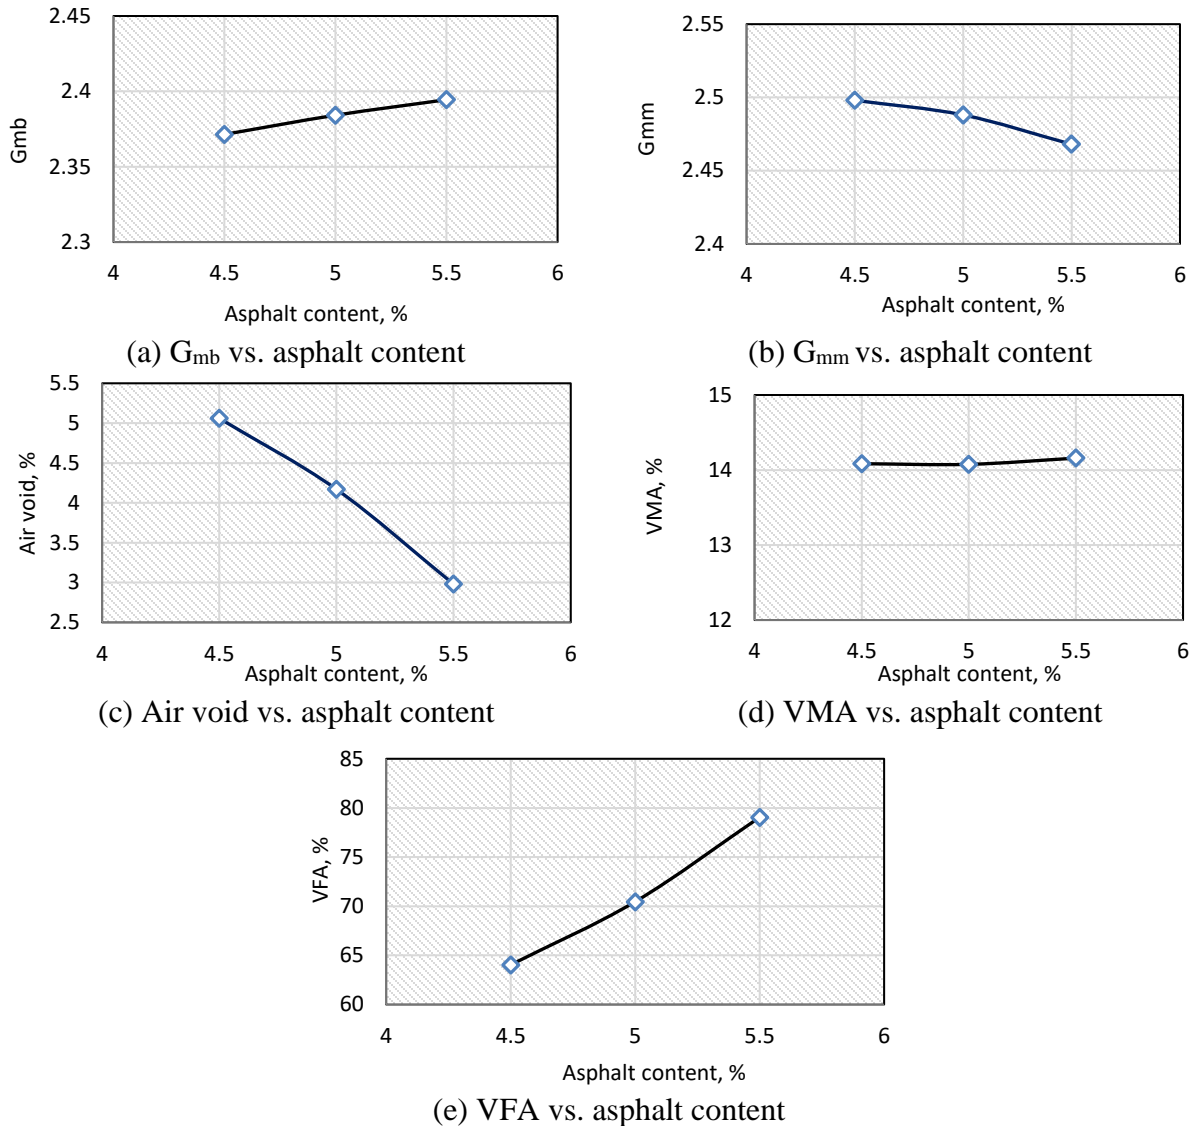 2.45
2.4
2.35
2.3
Gmb
4 4.5 5 5.5 6
Asphalt content, %
(a) Gmb vs. asphalt content
2.55
2.5
2.45
2.4
Gmm
4 4.5 5 5.5 6
Asphalt content, %
(b) Gmm vs. asphalt content
5.5
5
4.5
4
3.5
3
2.5
Air void, %
4 4.5 5 5.5 6
Asphalt content, %
(c) Air void vs. asphalt content
15
14
13
12
VMA, %
4 4.5 5 5.5 6
Asphalt content, %
(d) VMA vs. asphalt content
85
80
75
70
65
60
VFA, %
4 4.5 5 5.5 6
Asphalt content, %
(e) VFA vs. asphalt content